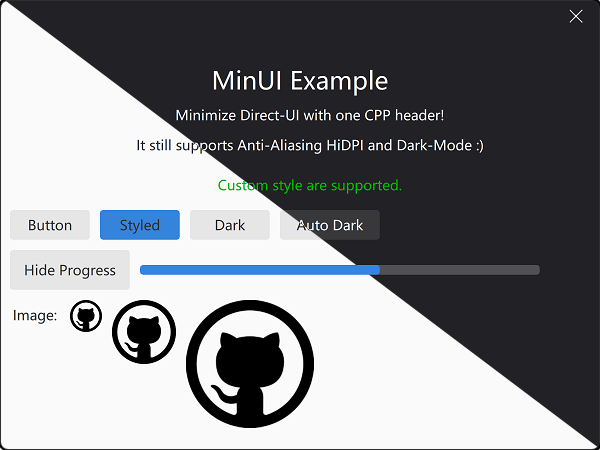 MinUI Example
Minimize Direct-UI with one CPP header!
It still supports Anti-Aliasing HiDPI and Dark-Mode :)
Custom style are supported.
Button Styled Dark Auto Dark
Hide Progress
Image: